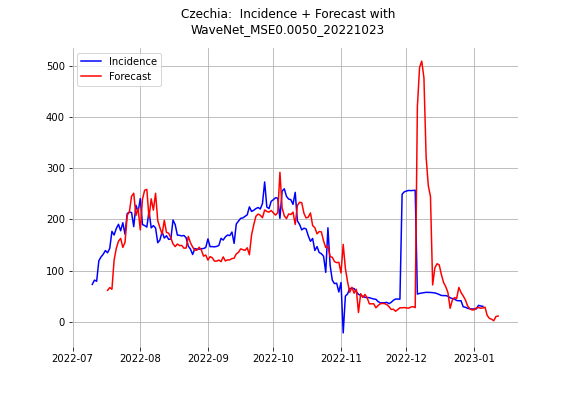 Czechia:  Incidence + Forecast with
WaveNet_MSE0.0050_20221023
Incidence
Forecast
500
400
300
200
100
0
2022-07 2022-08 2022-09 2022-10 2022-11 2022-12 2023-01